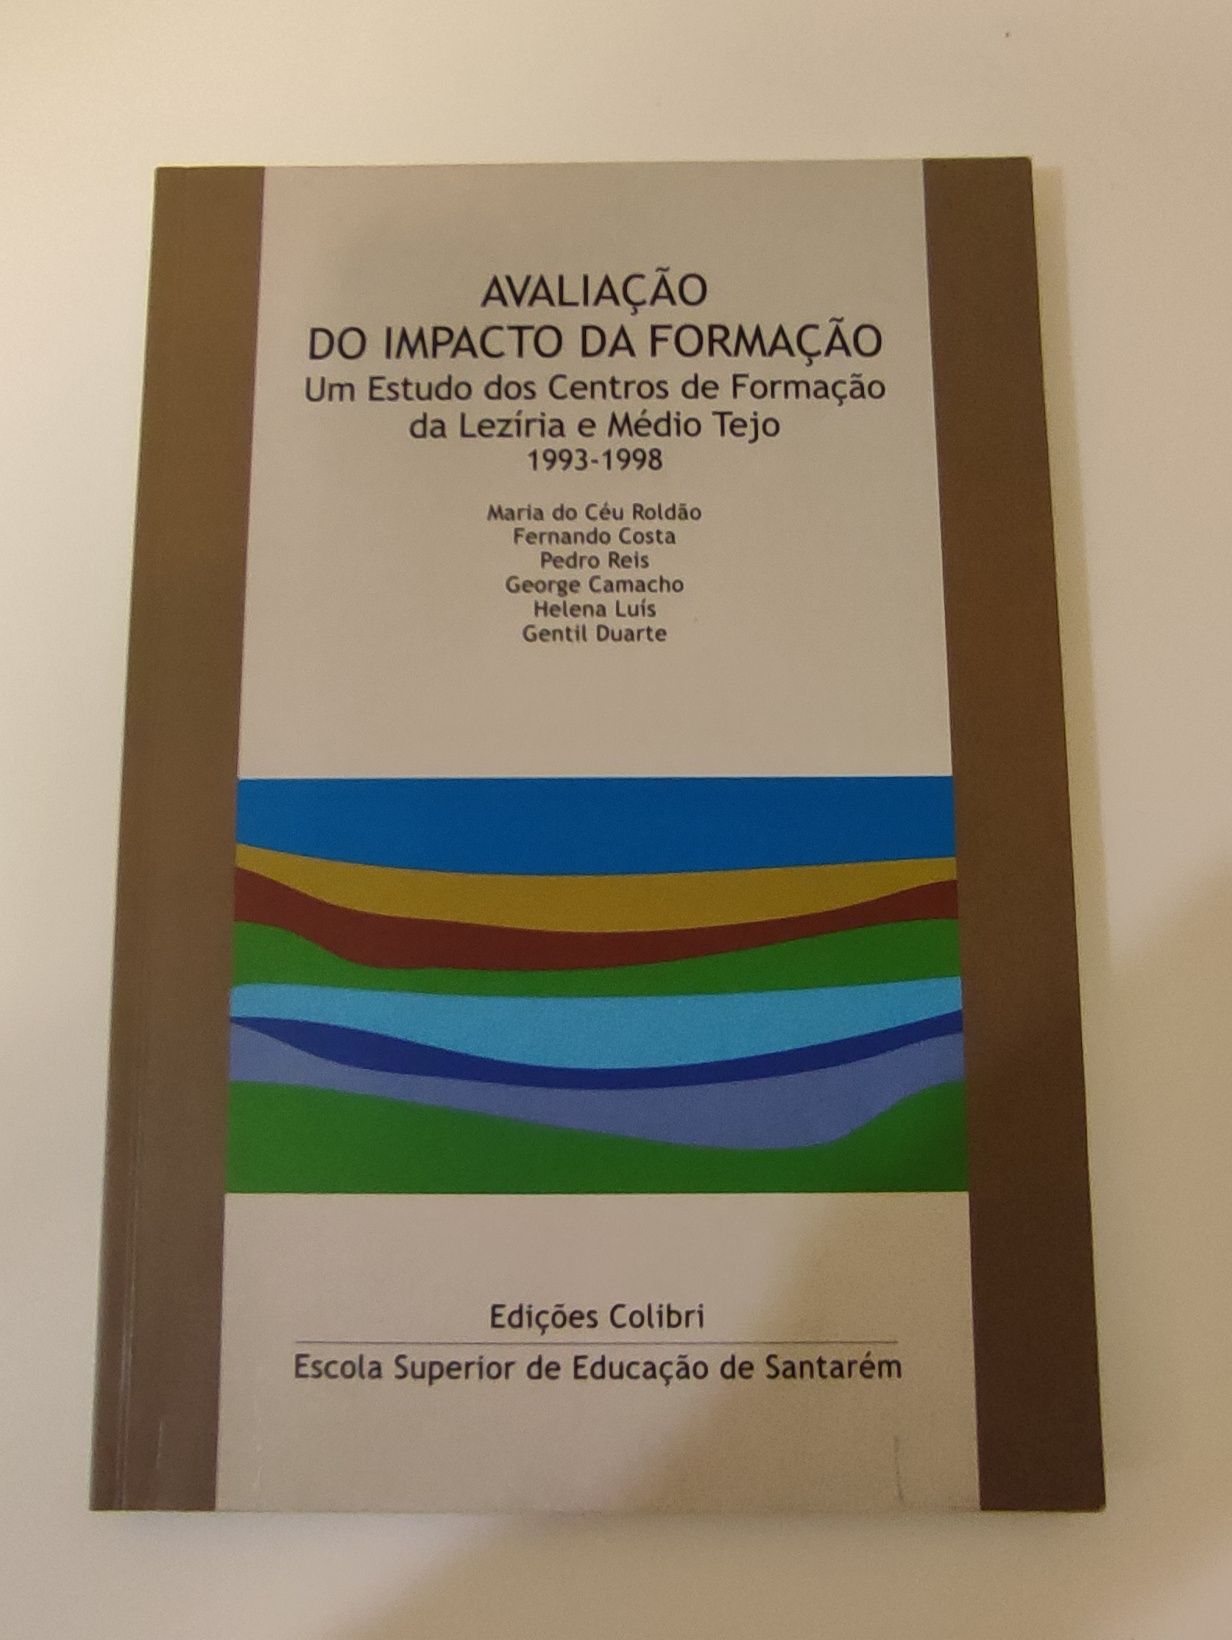 AVALIAÇÃO
DO IMPACTO DA FORMAÇÃO
Um Estudo dos Centros de Formação
da Lezíria e Médio Tejo
1993-1998
Maria do Céu Roldão
Fernando Costa
Pedro Reis
George Camacho
Helena Luís
Gentil Duarte
Edições Colibri
Escola Superior de Educação de Santarém